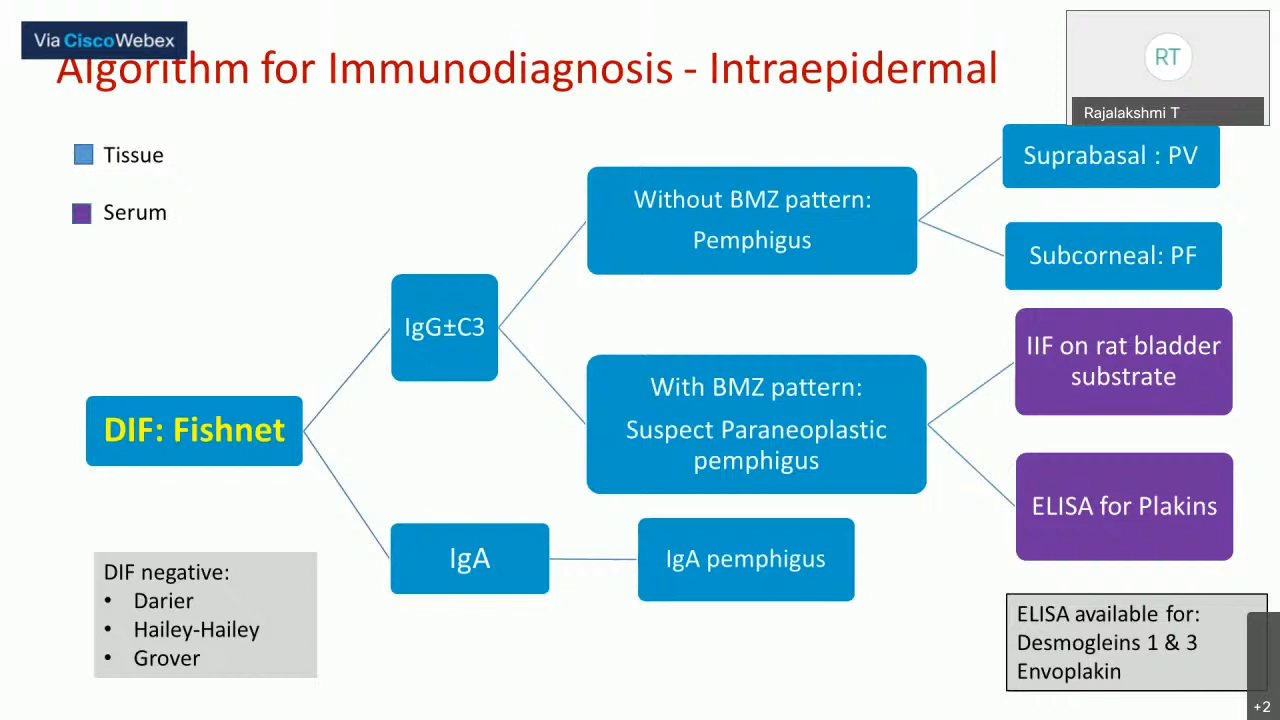 Via CiscoWebex
Algorithm for Immunodiagnosis - Intraepidermal
RT
Rajalakshmi T
Tissue
Serum
DIF: Fishnet
IgG±C3
IgA
Without BMZ pattern:
Pemphigus
With BMZ pattern:
Suspect Paraneoplastic
pemphigus
IgA pemphigus
Suprabasal : PV
Subcorneal: PF
IIF on rat bladder
substrate
ELISA for Plakins
DIF negative:
• Darier
• Hailey-Hailey
• Grover
ELISA available for:
Desmogleins 1 & 3
Envoplakin
+2